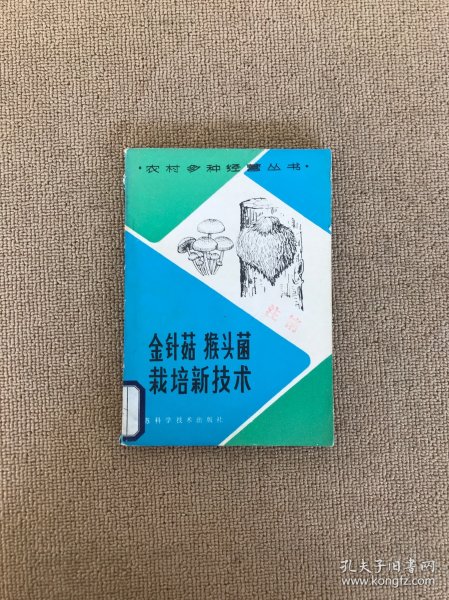 ·农村多种经营丛书·
金针菇 猴头菌
栽培新技术
苏科学技术出版社
孔夫子旧书网
www.kongfz.com